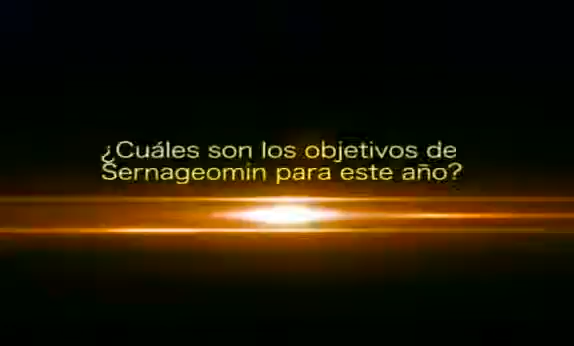 ¿Cuáles son los objetivos de
Sernageomin para este año?